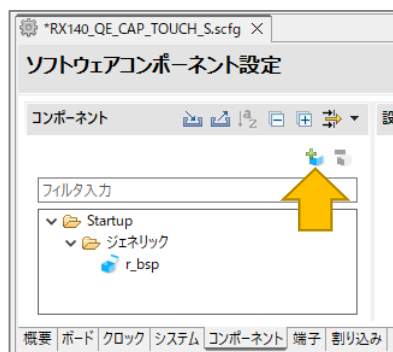 *RX140_QE_CAP_TOUCH_S.scfg
ソフトウェアコンポーネント設定
コンポーネント
設
フィルタ入力
Startup
ジェネリック
r_bsp
概要 ボード クロック システム コンポーネント 端子 割り込み